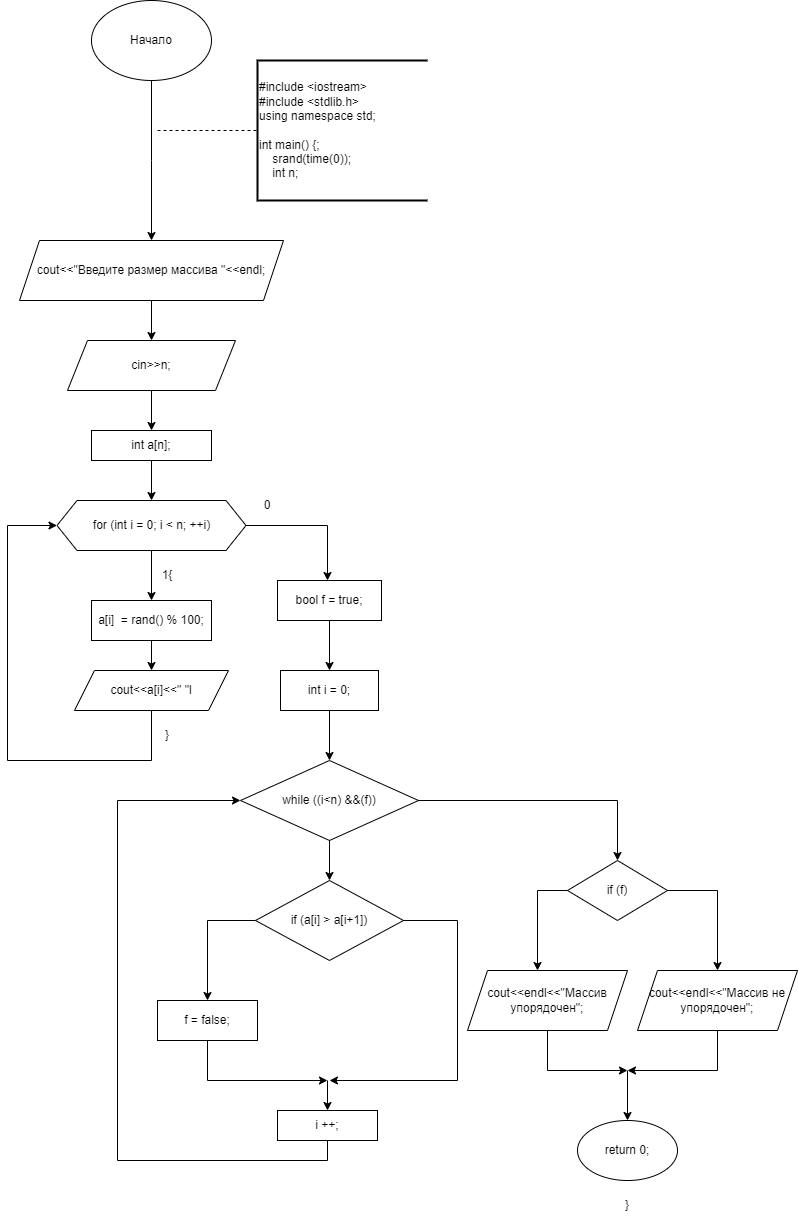 Начало
#include <iostream>
#include <stdlib.h>
using namespace std;
int main() {;
srand(time(0));
int n;
cout<<"Введите размер массива "<<endl;
cin>>n;
int a[n];
for (int i = 0; i < n; ++i)
0
1{
a[i]  = rand() % 100;
cout<<a[i]<<" "l
}
bool f = true;
int i = 0;
while ((i<n) &&(f))
if (a[i] > a[i+1])
f = false;
i ++;
if (f)
cout<<endl<<"Массив
упорядочен";
cout<<endl<<"Массив не
упорядочен";
return 0;
}